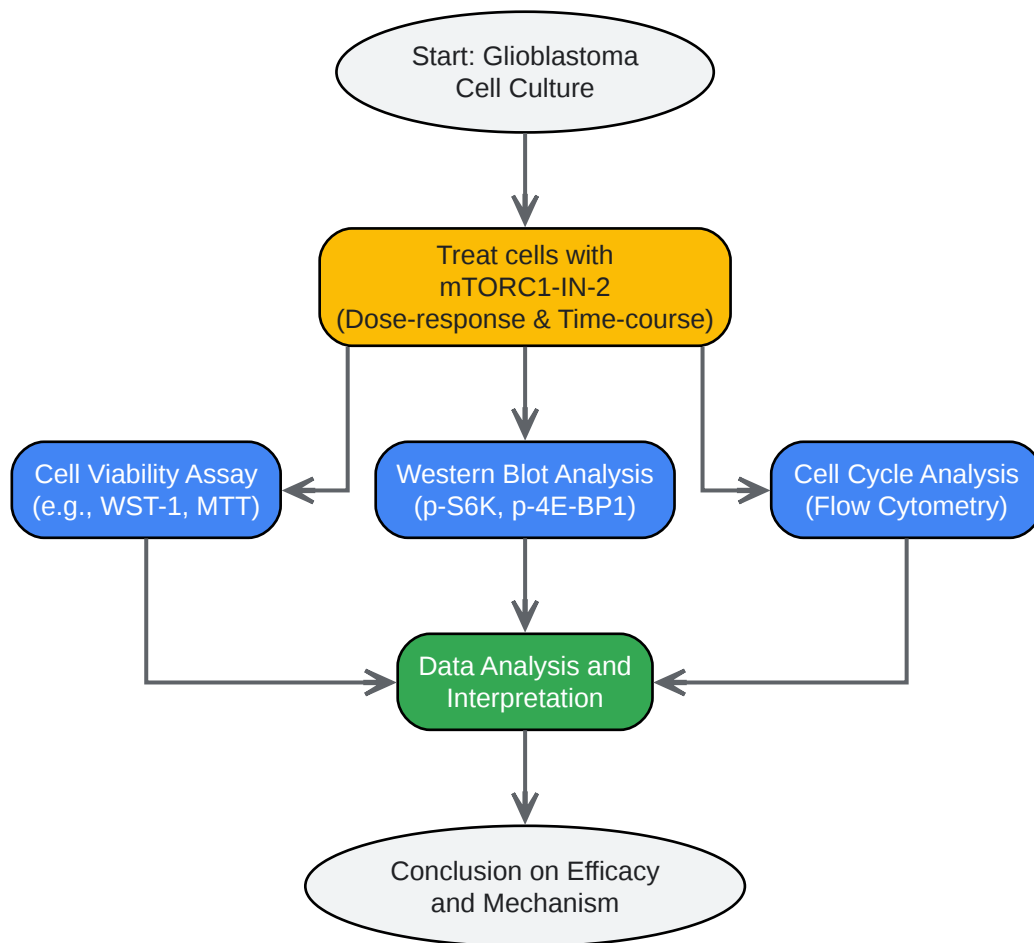 Start: Glioblastoma
Cell Culture
Treat cells with
mTORC1-IN-2
(Dose-response & Time-course)
Cell Viability Assay
(e.g., WST-1, MTT)
Western Blot Analysis
(p-S6K, p-4E-BP1)
Cell Cycle Analysis
(Flow Cytometry)
Data Analysis and
Interpretation
Conclusion on Efficacy
and Mechanism